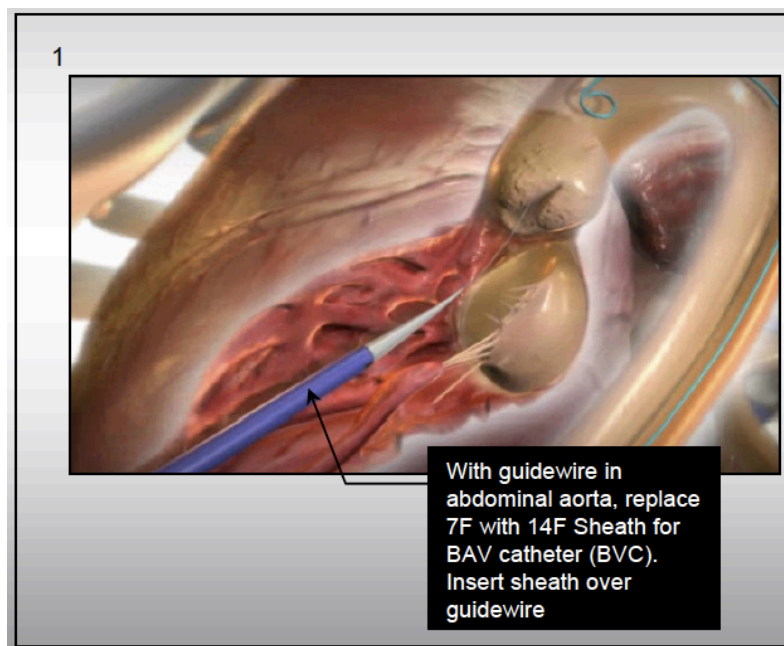 1
With guidewire in
abdominal aorta, replace
7F with 14F Sheath for
BAV catheter (BVC).
Insert sheath over
guidewire